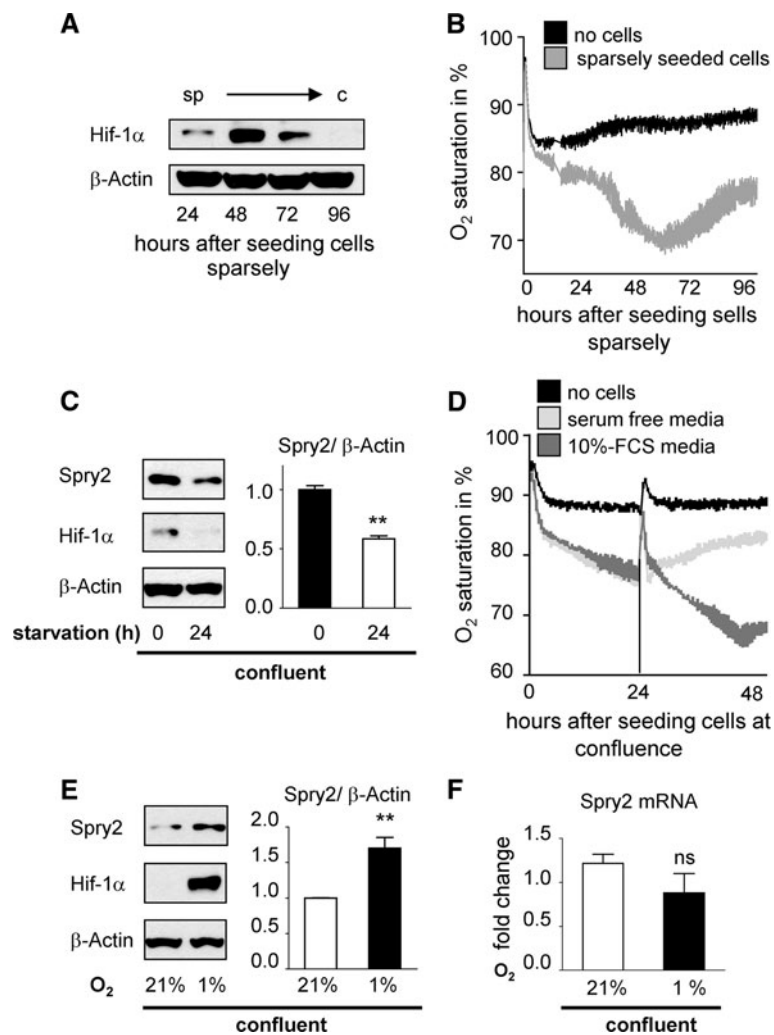 A
sp c
Hif-1α
β-Actin
24 48 72 96
hours after seeding cells
sparsely
B
no cells
sparsely seeded cells
O2 saturation in %
100
90
80
70
0 24 48 72 96
hours after seeding sells
sparsely
C
Spry2/ β-Actin
Spry2
Hif-1α
β-Actin
1.0
0.5
0.0
**
starvation (h) 0 24 0 24
confluent
D
no cells
serum free media
10%-FCS media
O2 saturation in %
100
90
80
70
60
0 24 48
hours after seeding cells at
confluence
E
Spry2/ β-Actin
Spry2
Hif-1α
β-Actin
2.0
1.5
1.0
0.5
0.0
**
O2 21% 1% 21% 1%
confluent
F
Spry2 mRNA
fold change
1.5
1.0
0.5
0.0
ns
O2 21% 1 %
confluent